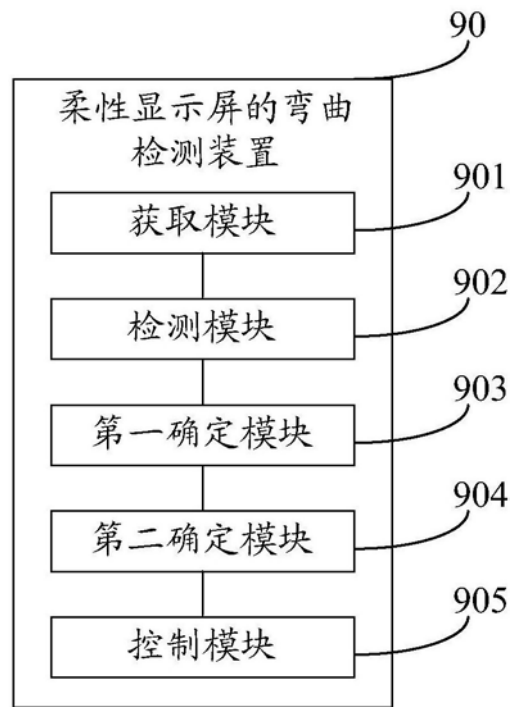 90
柔性显示屏的弯曲
检测装置
901
获取模块
902
检测模块
903
第一确定模块
904
第二确定模块
905
控制模块